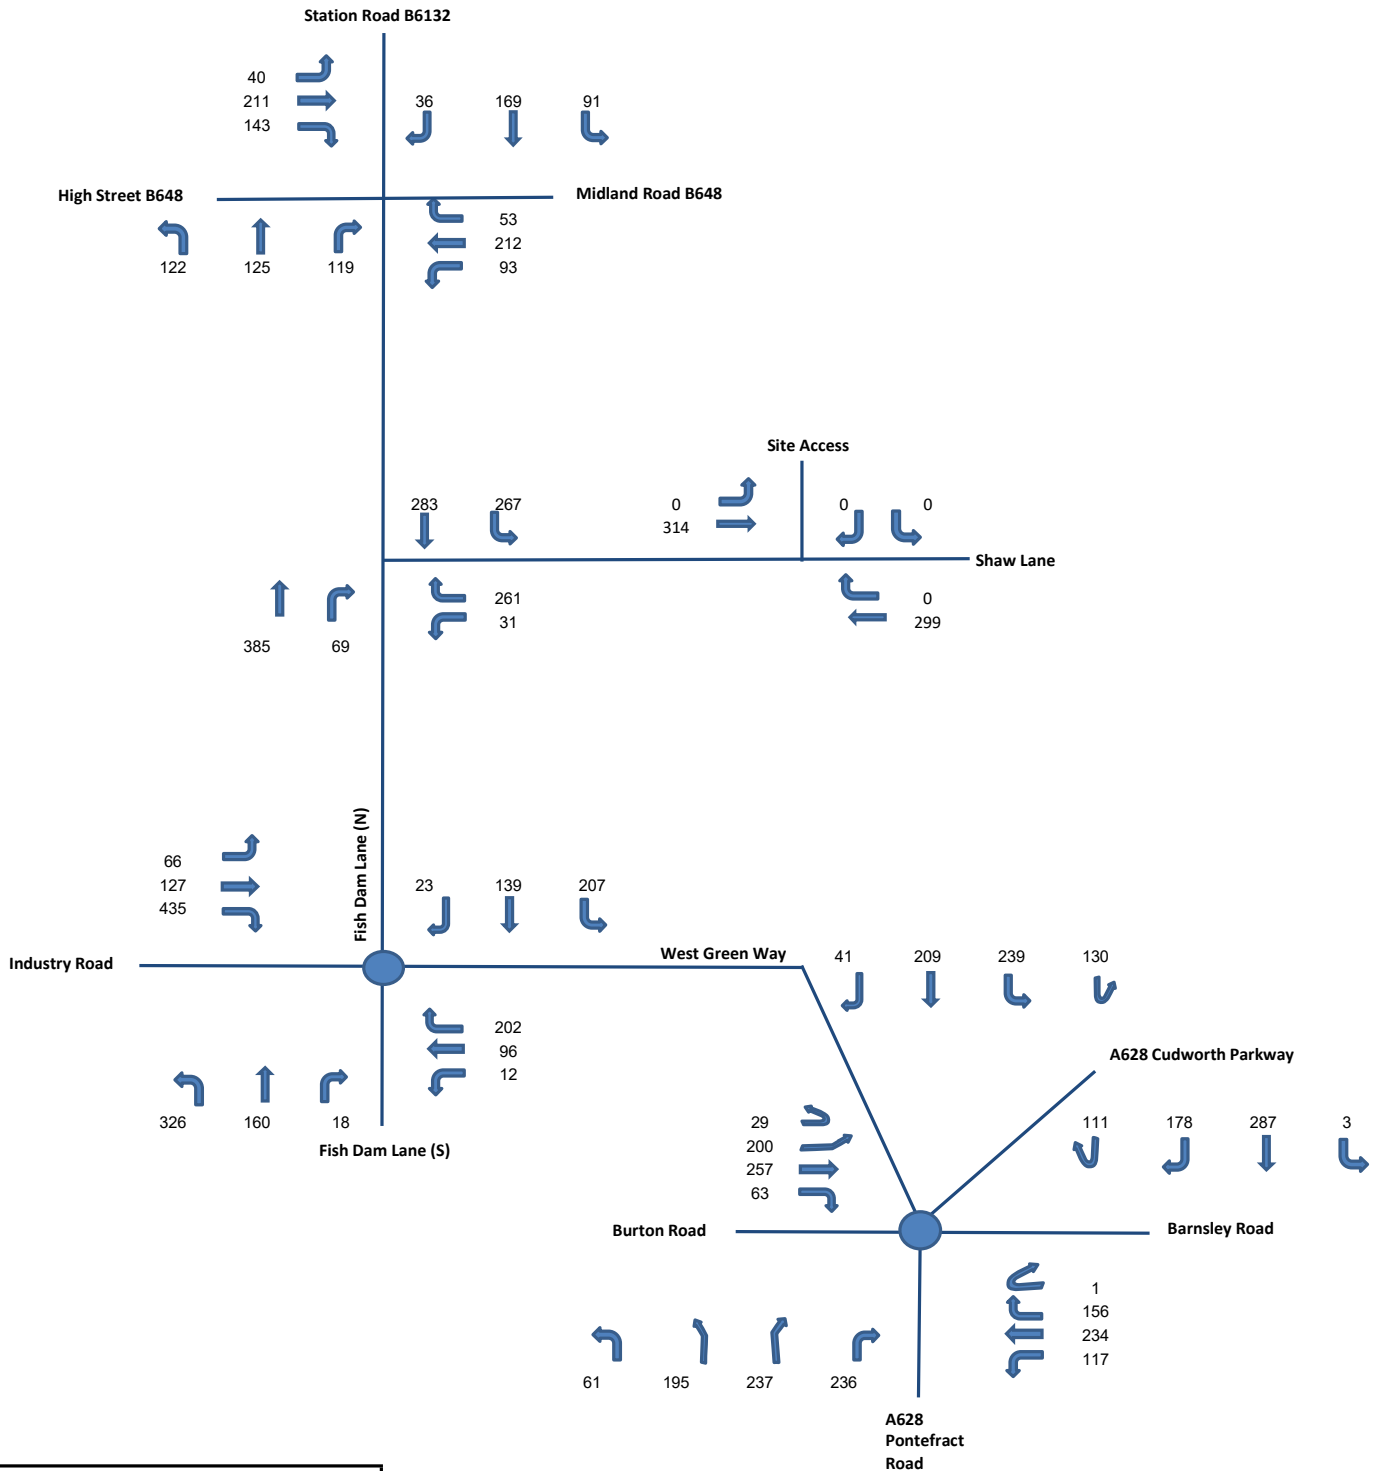 Station Road B6132
40
211
143
36 169 91
High Street B648
Midland Road B648
122 125 119
53
212
93
Site Access
283 267
0
314
0 0
Shaw Lane
385 69
261
31
0
299
Fish Dam Lane (N)
66
127
435
23 139 207
Industry Road
West Green Way
41 209 239 130
202
96
12
326 160 18
Fish Dam Lane (S)
A628 Cudworth Parkway
29
200
257
63
111 178 287 3
Burton Road
Barnsley Road
1
156
234
117
61 195 237 236
A628
Pontefract
Road